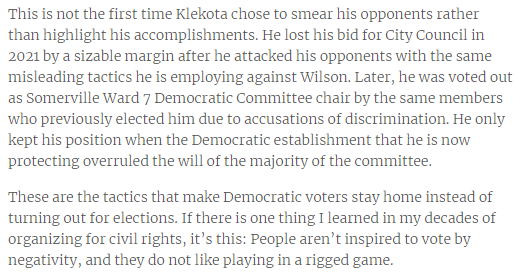 This is not the first time Klekota chose to smear his opponents rather
than highlight his accomplishments. He lost his bid for City Council in
2021 by a sizable margin after he attacked his opponents with the same
misleading tactics he is employing against Wilson. Later, he was voted out
as Somerville Ward 7 Democratic Committee chair by the same members
who previously elected him due to accusations of discrimination. He only
kept his position when the Democratic establishment that he is now
protecting overruled the will of the majority of the committee.
These are the tactics that make Democratic voters stay home instead of
turning out for elections. If there is one thing I learned in my decades of
organizing for civil rights, it’s this: People aren’t inspired to vote by
negativity, and they do not like playing in a rigged game.